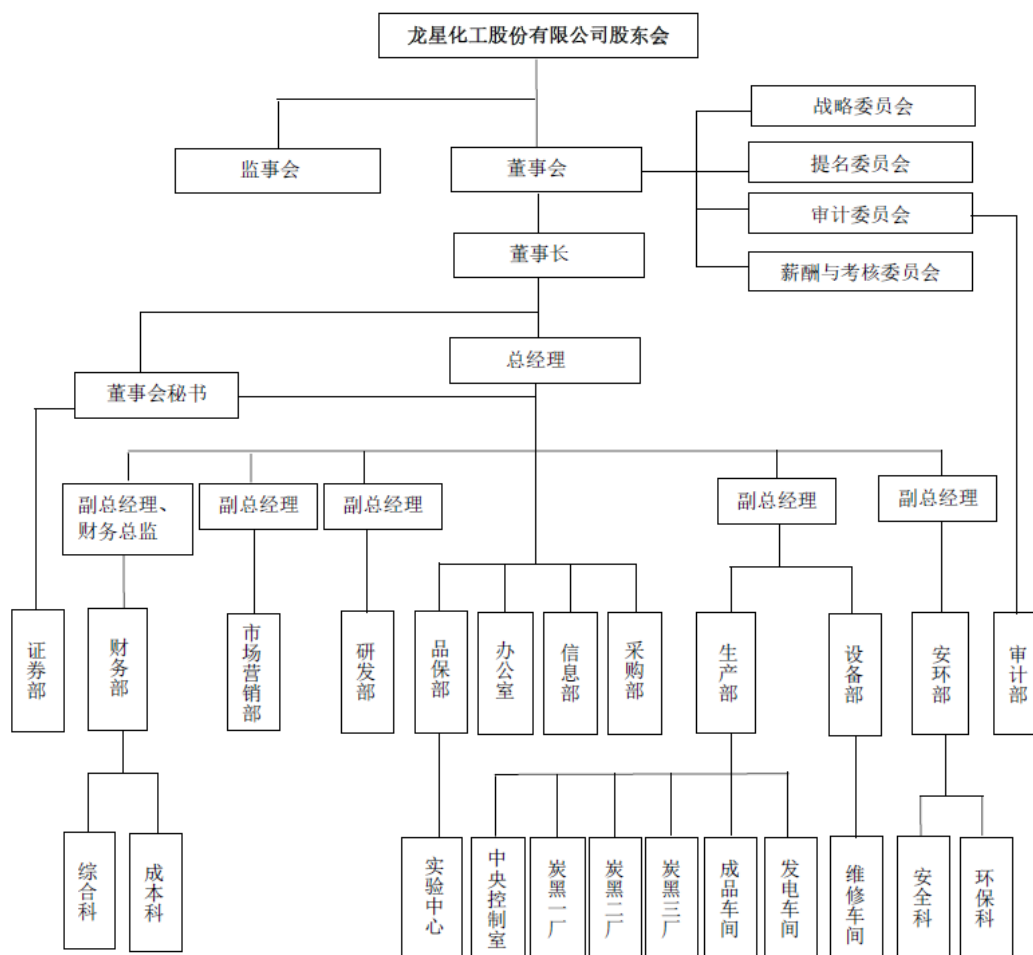 龙星化工股份有限公司股东会
战略委员会
监事会
董事会
提名委员会
审计委员会
董事长
薪酬与考核委员会
总经理
董事会秘书
副总经理、
财务总监
副总经理
副总经理
副总经理
副总经理
证券部
财务部
市场营销部
研发部
品保部
办公室
信息部
采购部
生产部
设备部
安环部
审计部
综合科
成本科
实验中心
中央控制室
炭黑一厂
炭黑二厂
炭黑三厂
成品车间
发电车间
维修车间
安全科
环保科